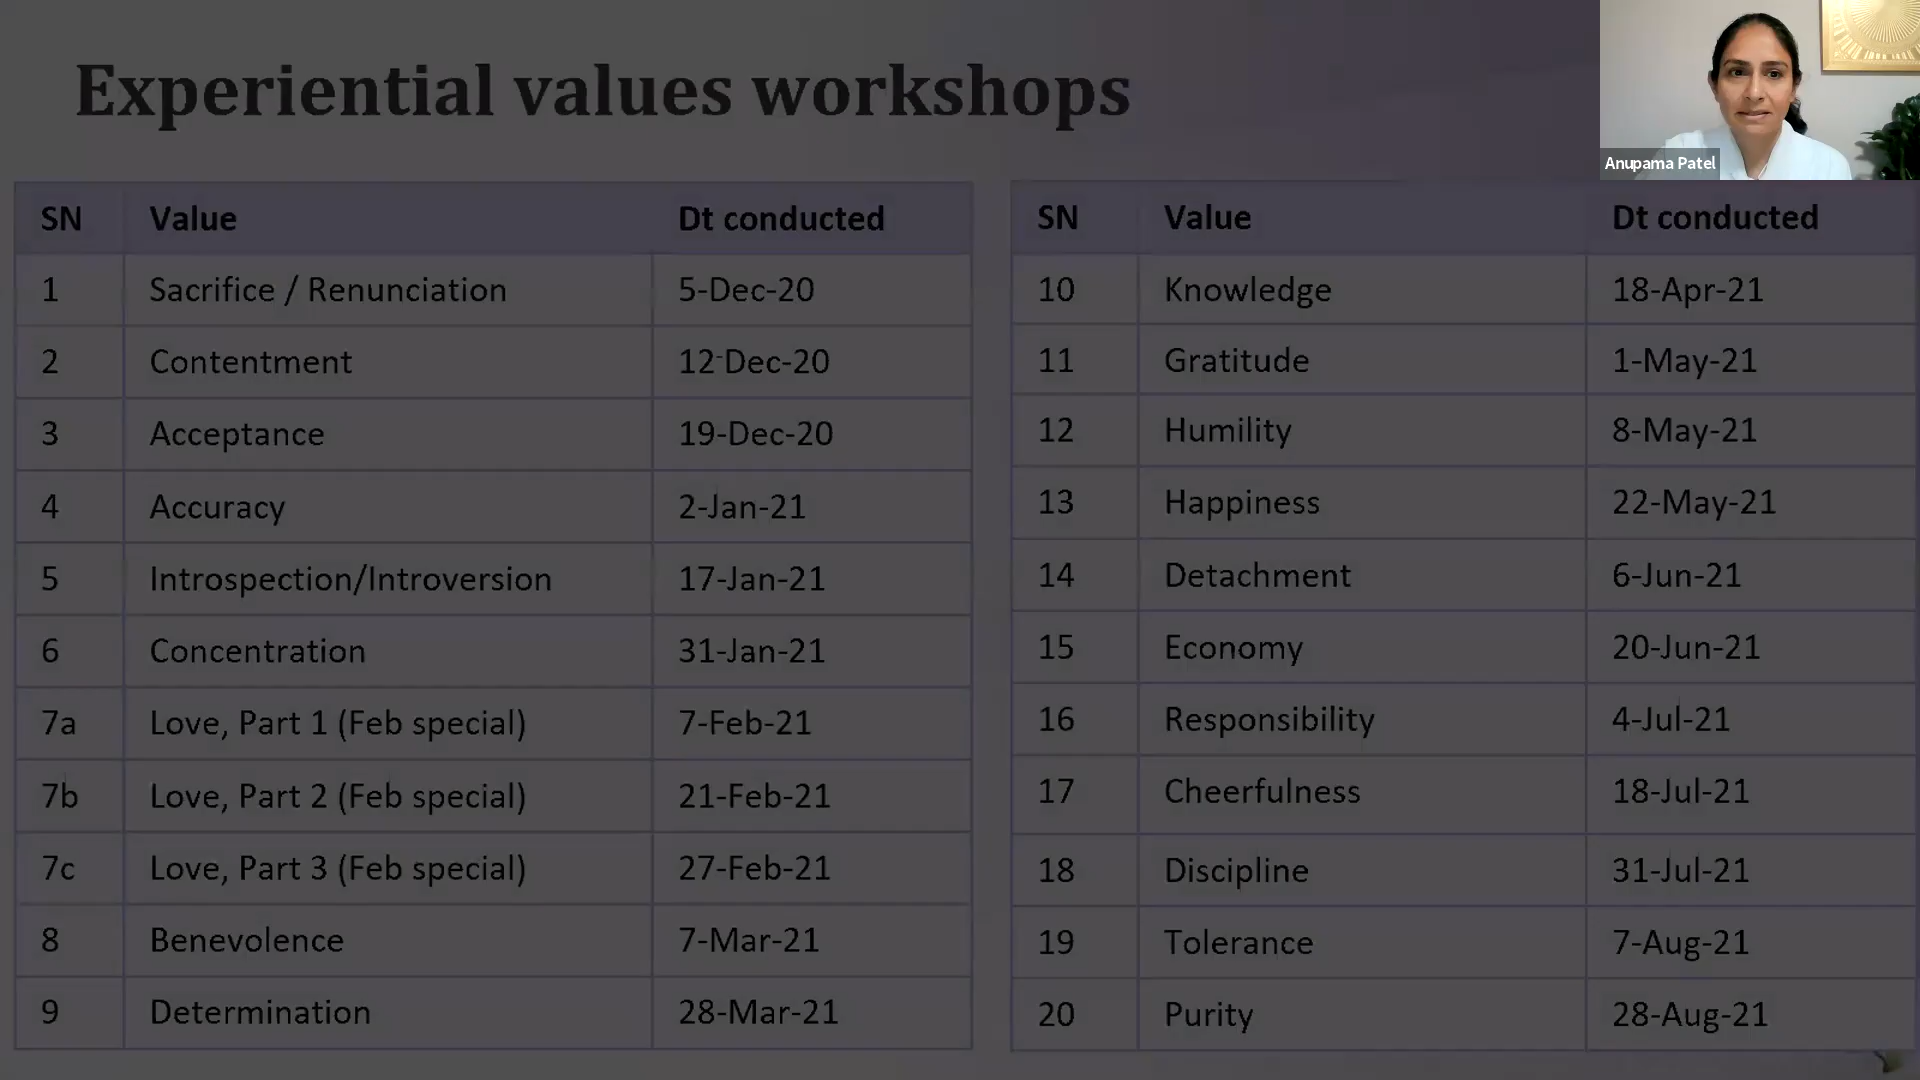 Experiential values workshops
Anupama Patel
SN Value Dt conducted
1 Sacrifice / Renunciation 5-Dec-20
2 Contentment 12-Dec-20
3 Acceptance 19-Dec-20
4 Accuracy 2-Jan-21
5 Introspection/Introversion 17-Jan-21
6 Concentration 31-Jan-21
7a Love, Part 1 (Feb special) 7-Feb-21
7b Love, Part 2 (Feb special) 21-Feb-21
7c Love, Part 3 (Feb special) 27-Feb-21
8 Benevolence 7-Mar-21
9 Determination 28-Mar-21
SN Value Dt conducted
10 Knowledge 18-Apr-21
11 Gratitude 1-May-21
12 Humility 8-May-21
13 Happiness 22-May-21
14 Detachment 6-Jun-21
15 Economy 20-Jun-21
16 Responsibility 4-Jul-21
17 Cheerfulness 18-Jul-21
18 Discipline 31-Jul-21
19 Tolerance 7-Aug-21
20 Purity 28-Aug-21